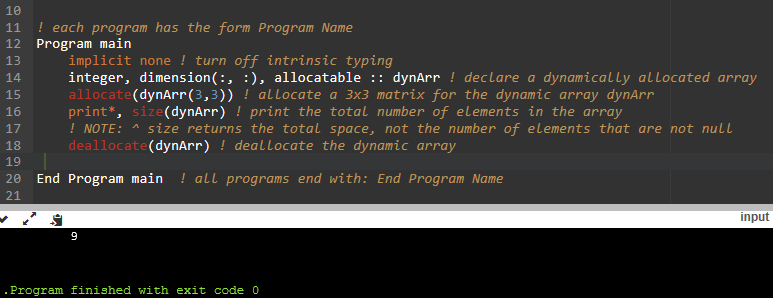 10
11 ! each program has the form Program Name
12 Program main
13 implicit none ! turn off intrinsic typing
14 integer, dimension(:, :), allocatable :: dynArr ! declare a dynamically allocated array
15 allocate(dynArr(3,3)) ! allocate a 3x3 matrix for the dynamic array dynArr
16 print*, size(dynArr) ! print the total number of elements in the array
17 ! NOTE: ^ size returns the total space, not the number of elements that are not null
18 deallocate(dynArr) ! deallocate the dynamic array
19
20 End Program main ! all programs end with: End Program Name
21
input
9
.Program finished with exit code 0